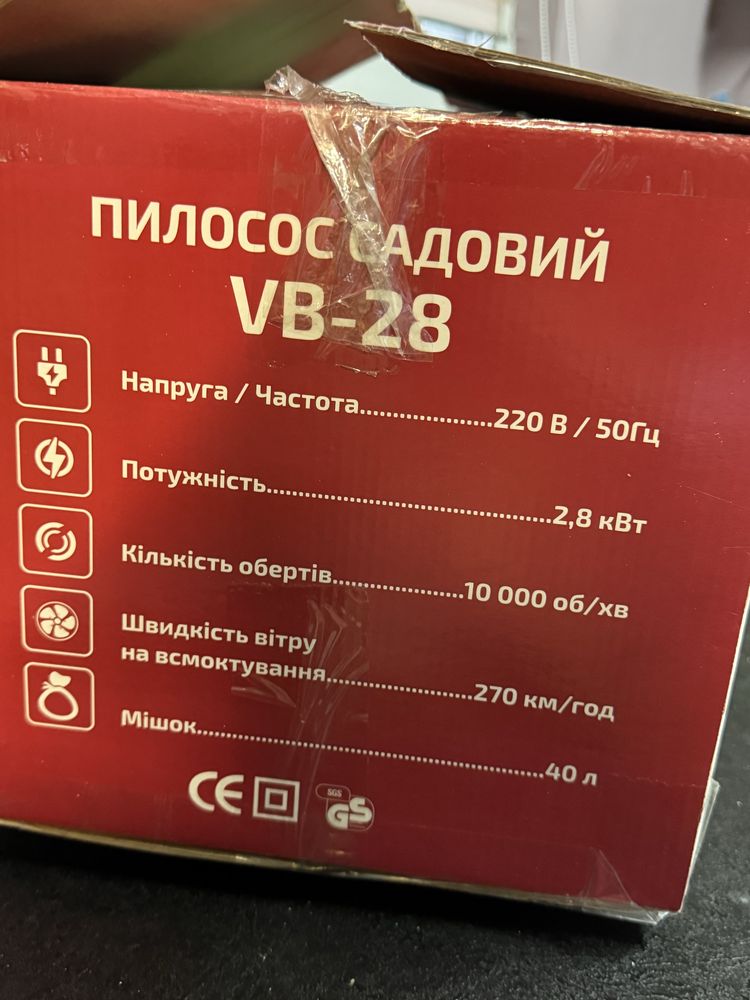 ПИЛОСОС САДОВИЙ
VB-28
Напруга / Частота....................220 В / 50Гц
Потужність...........................................2,8 кВт
Кількість обертів....................10 000 об/хв
Швидкість вітру
на всмоктування......................270 км/год
Мішок.....................................................40 л
CE
SGS
GS